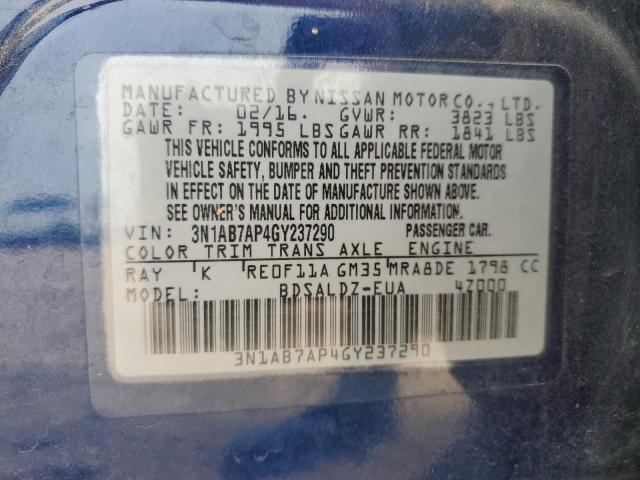 MANUFACTURED BY NISSAN MOTOR CO., LTD.
DATE: 02/16. GVWR: 3823 LBS
GAWR FR: 1995 LBS GAWR RR: 1841 LBS
THIS VEHICLE CONFORMS TO ALL APPLICABLE FEDERAL MOTOR
VEHICLE SAFETY, BUMPER AND THEFT PREVENTION STANDARDS
IN EFFECT ON THE DATE OF MANUFACTURE SHOWN ABOVE.
SEE OWNER'S MANUAL FOR ADDITIONAL INFORMATION.
VIN: 3N1AB7AP4GY237290 PASSENGER CAR.
COLOR TRIM TRANS AXLE ENGINE
RAY K RE0F11A GM35 MRA8DE 1798 CC
MODEL: BDSALDZ-EUA 4Z000
3N1AB7AP4GY237290